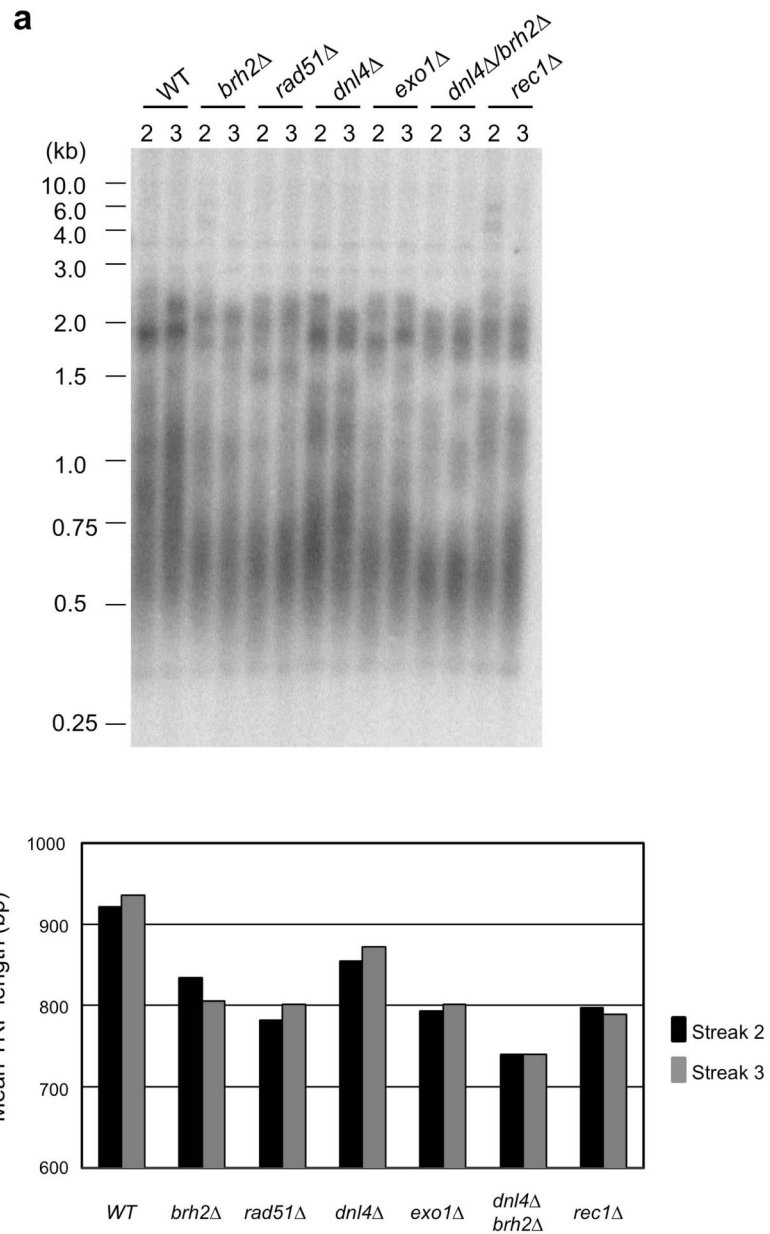 a
WT brh2Δ rad51Δ dnl4Δ exo1Δ dnl4Δ/brh2Δ rec1Δ
2 3 2 3 2 3 2 3 2 3 2 3 2 3
(kb)
10.0
6.0
4.0
3.0
2.0
1.5
1.0
0.75
0.5
0.25
1000
900
800
700
600
Streak 2
Streak 3
WT brh2Δ rad51Δ dnl4Δ exo1Δ dnl4Δ rec1Δ
brh2Δ